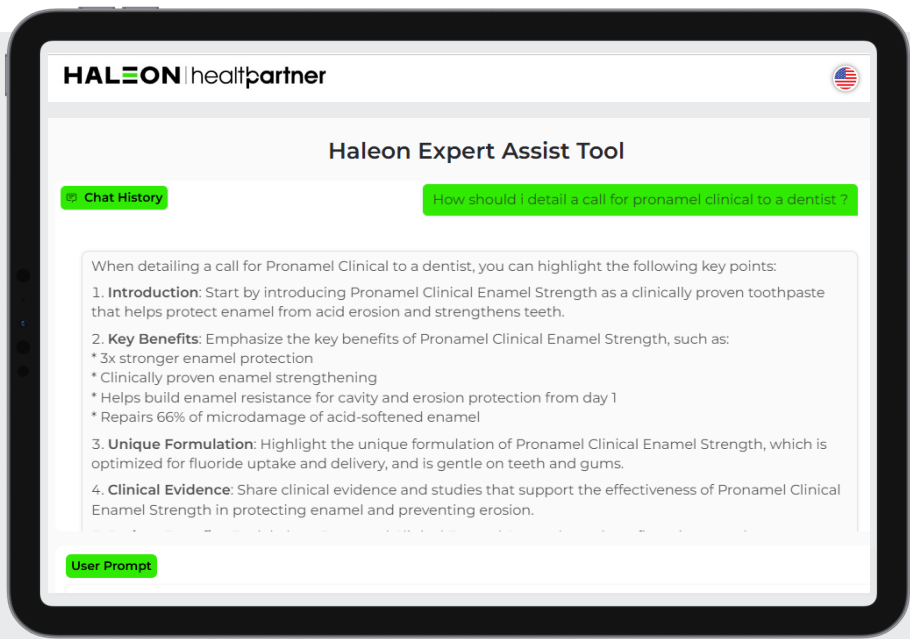 HALEON healthpartner
Haleon Expert Assist Tool
Chat History
How should i detail a call for pronamel clinical to a dentist ?
When detailing a call for Pronamel Clinical to a dentist, you can highlight the following key points:
1. Introduction: Start by introducing Pronamel Clinical Enamel Strength as a clinically proven toothpaste
that helps protect enamel from acid erosion and strengthens teeth.
2. Key Benefits: Emphasize the key benefits of Pronamel Clinical Enamel Strength, such as:
* 3x stronger enamel protection
* Clinically proven enamel strengthening
* Helps build enamel resistance for cavity and erosion protection from day 1
* Repairs 66% of microdamage of acid-softened enamel
3. Unique Formulation: Highlight the unique formulation of Pronamel Clinical Enamel Strength, which is
optimized for fluoride uptake and delivery, and is gentle on teeth and gums.
4. Clinical Evidence: Share clinical evidence and studies that support the effectiveness of Pronamel Clinical
Enamel Strength in protecting enamel and preventing erosion.
User Prompt